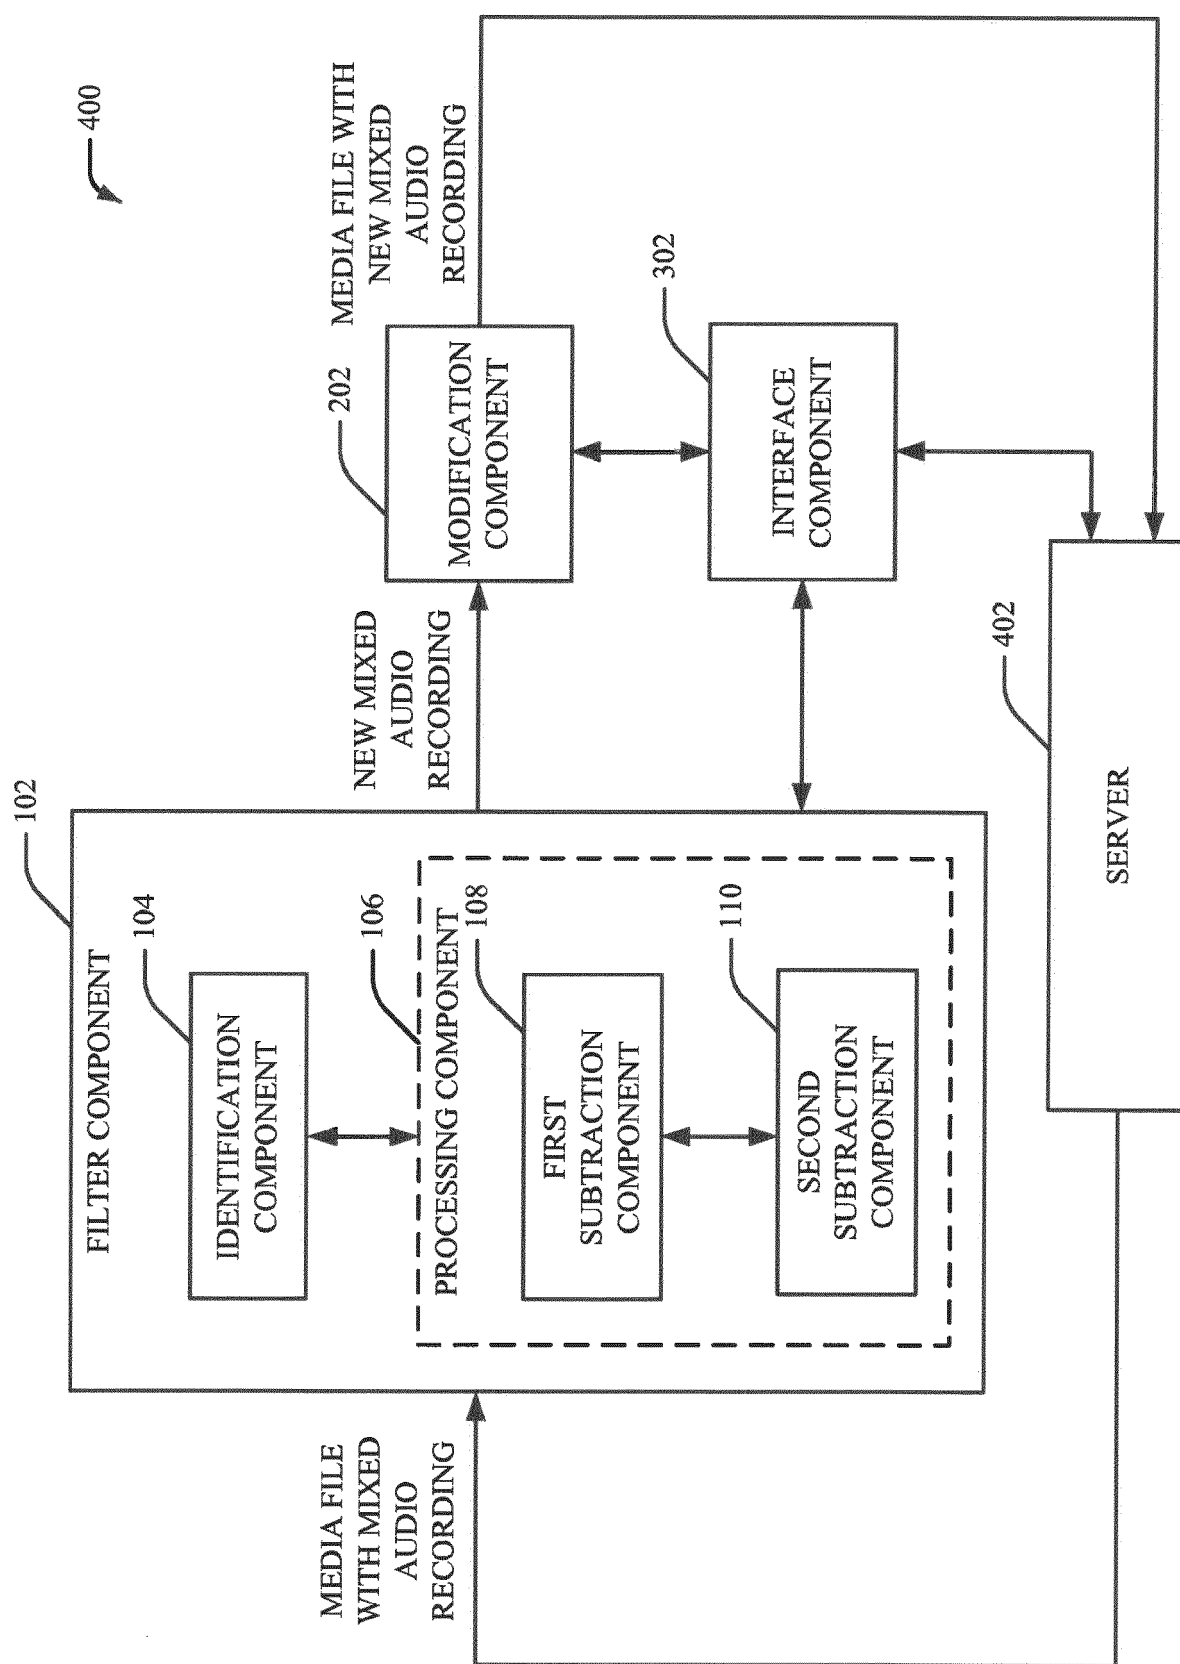 400
MEDIA FILE
WITH MIXED
AUDIO
RECORDING
102
FILTER COMPONENT
104
IDENTIFICATION
COMPONENT
106
PROCESSING COMPONENT
108
FIRST
SUBTRACTION
COMPONENT
110
SECOND
SUBTRACTION
COMPONENT
NEW MIXED
AUDIO
RECORDING
202
MODIFICATION
COMPONENT
MEDIA FILE WITH
NEW MIXED
AUDIO
RECORDING
302
INTERFACE
COMPONENT
402
SERVER